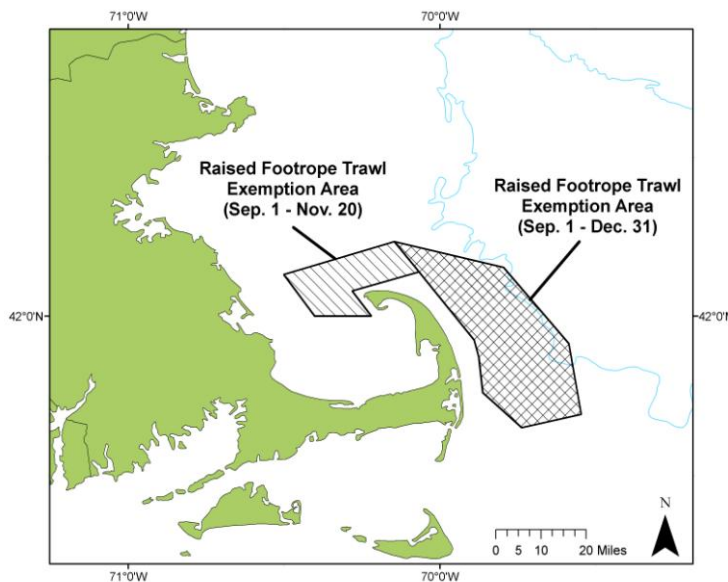 71°0'W
70°0'W
Raised Footrope Trawl
Exemption Area
(Sep. 1 - Nov. 20)
Raised Footrope Trawl
Exemption Area
(Sep. 1 - Dec. 31)
42°0'N
42°0'N
N
0 5 10 20 Miles
71°0'W
70°0'W